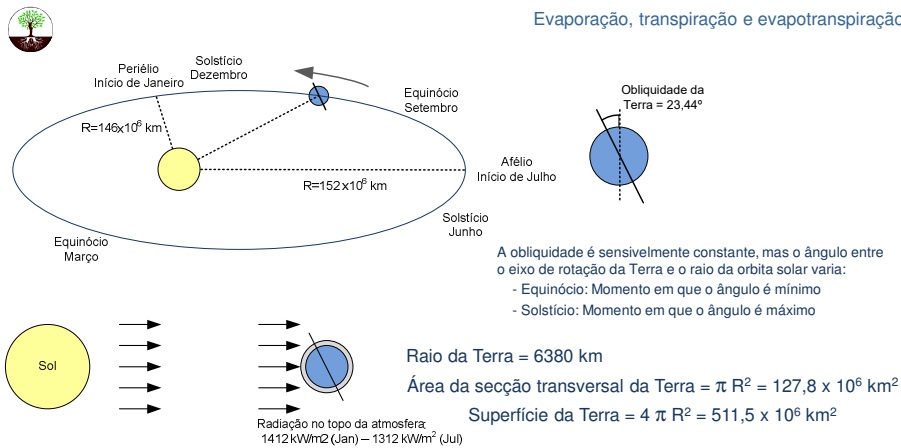 Evaporação, transpiração e evapotranspiração
Solstício
Dezembro
Periélio
Início de Janeiro
Equinócio
Setembro
Obliquidade da
Terra = 23,44º
R=146x10⁶ km
Afélio
Início de Julho
R=152x10⁶ km
Solstício
Junho
Equinócio
Março
A obliquidade é sensivelmente constante, mas o ângulo entre
o eixo de rotação da Terra e o raio da orbita solar varia:
- Equinócio: Momento em que o ângulo é mínimo
- Solstício: Momento em que o ângulo é máximo
Sol
Raio da Terra = 6380 km
Área da secção transversal da Terra = π R² = 127,8 x 10⁶ km²
Superfície da Terra = 4 π R² = 511,5 x 10⁶ km²
Radiação no topo da atmosfera:
1412 kW/m2 (Jan) – 1312 kW/m² (Jul)